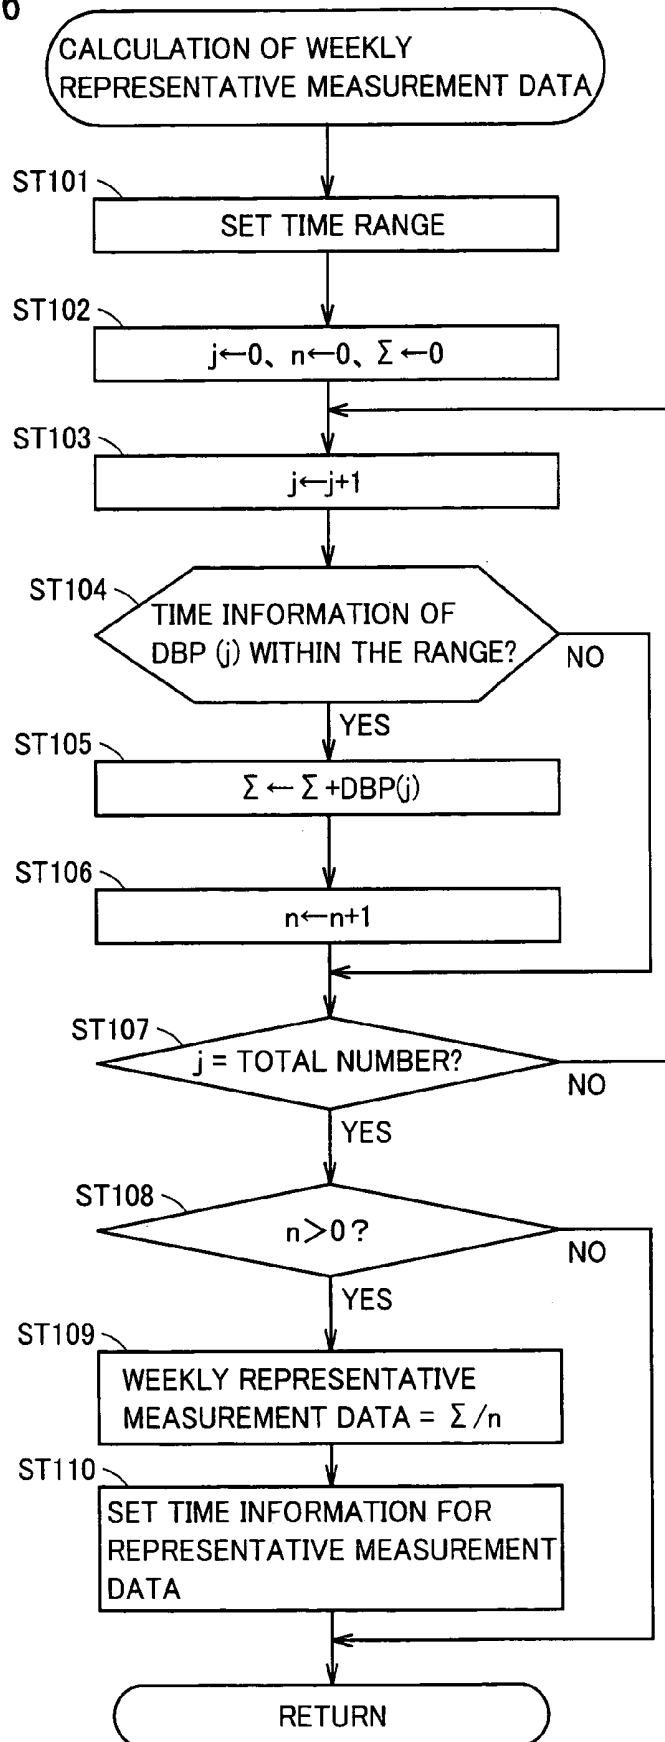 6
CALCULATION OF WEEKLY
REPRESENTATIVE MEASUREMENT DATA
ST101
SET TIME RANGE
ST102
j←0、n←0、Σ←0
ST103
j←j+1
ST104
TIME INFORMATION OF
DBP (j) WITHIN THE RANGE?
NO
YES
ST105
Σ←Σ+DBP(j)
ST106
n←n+1
ST107
j = TOTAL NUMBER?
NO
YES
ST108
n>0?
NO
YES
ST109
WEEKLY REPRESENTATIVE
MEASUREMENT DATA = Σ/n
ST110
SET TIME INFORMATION FOR
REPRESENTATIVE MEASUREMENT
DATA
RETURN